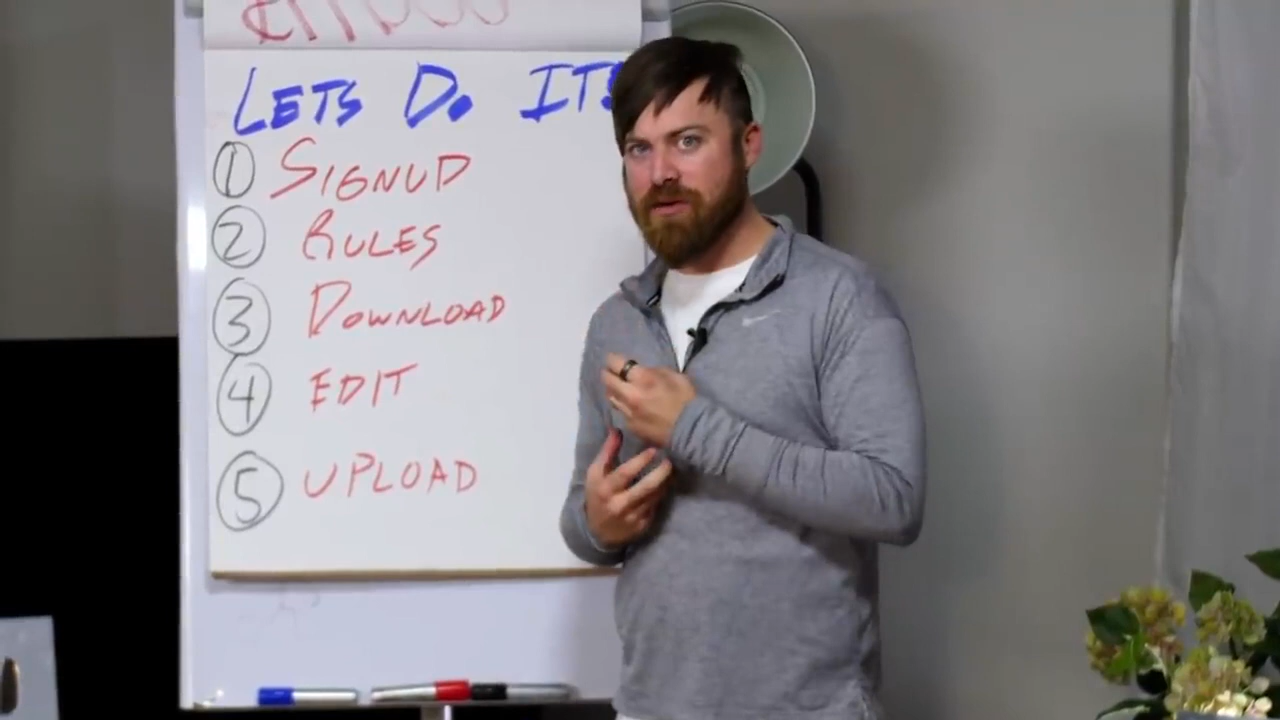 LETS DO IT!
1 SIGNUP
2 RULES
3 DOWNLOAD
4 EDIT
5 UPLOAD